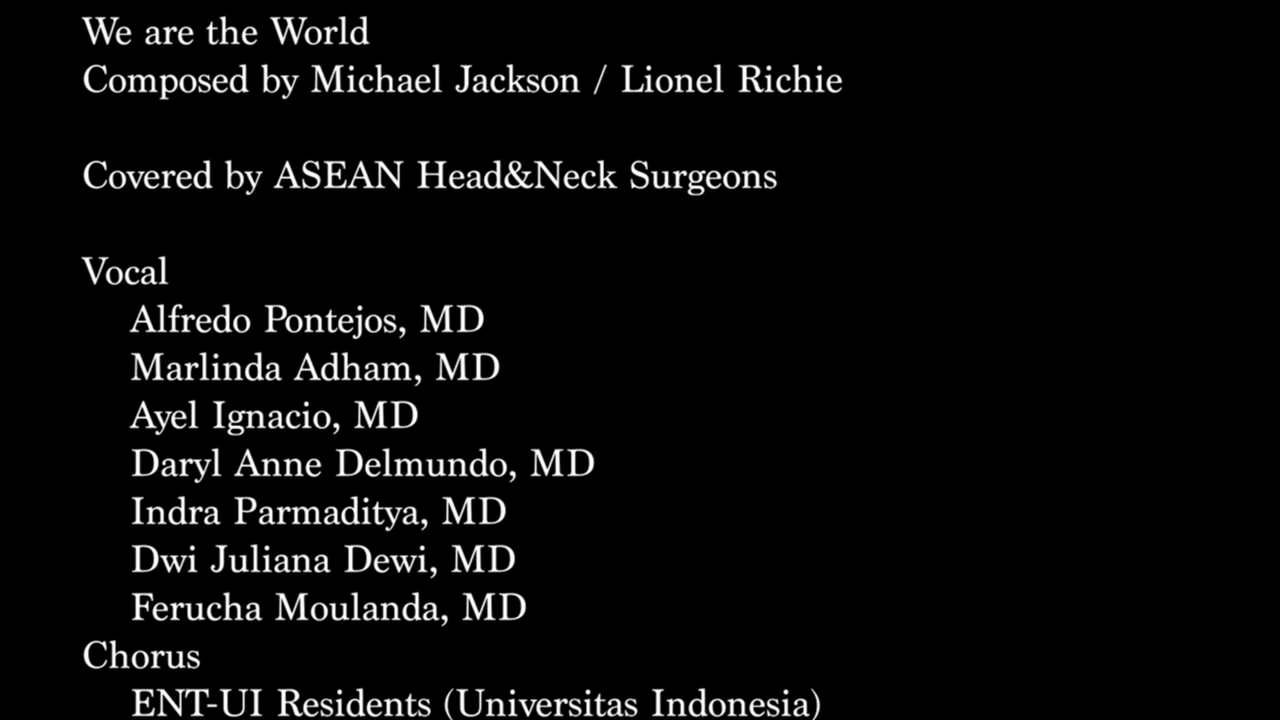 We are the World
Composed by Michael Jackson / Lionel Richie
Covered by ASEAN Head&Neck Surgeons
Vocal
Alfredo Pontejos, MD
Marlinda Adham, MD
Ayel Ignacio, MD
Daryl Anne Delmundo, MD
Indra Parmaditya, MD
Dwi Juliana Dewi, MD
Ferucha Moulanda, MD
Chorus
ENT-UI Residents (Universitas Indonesia)